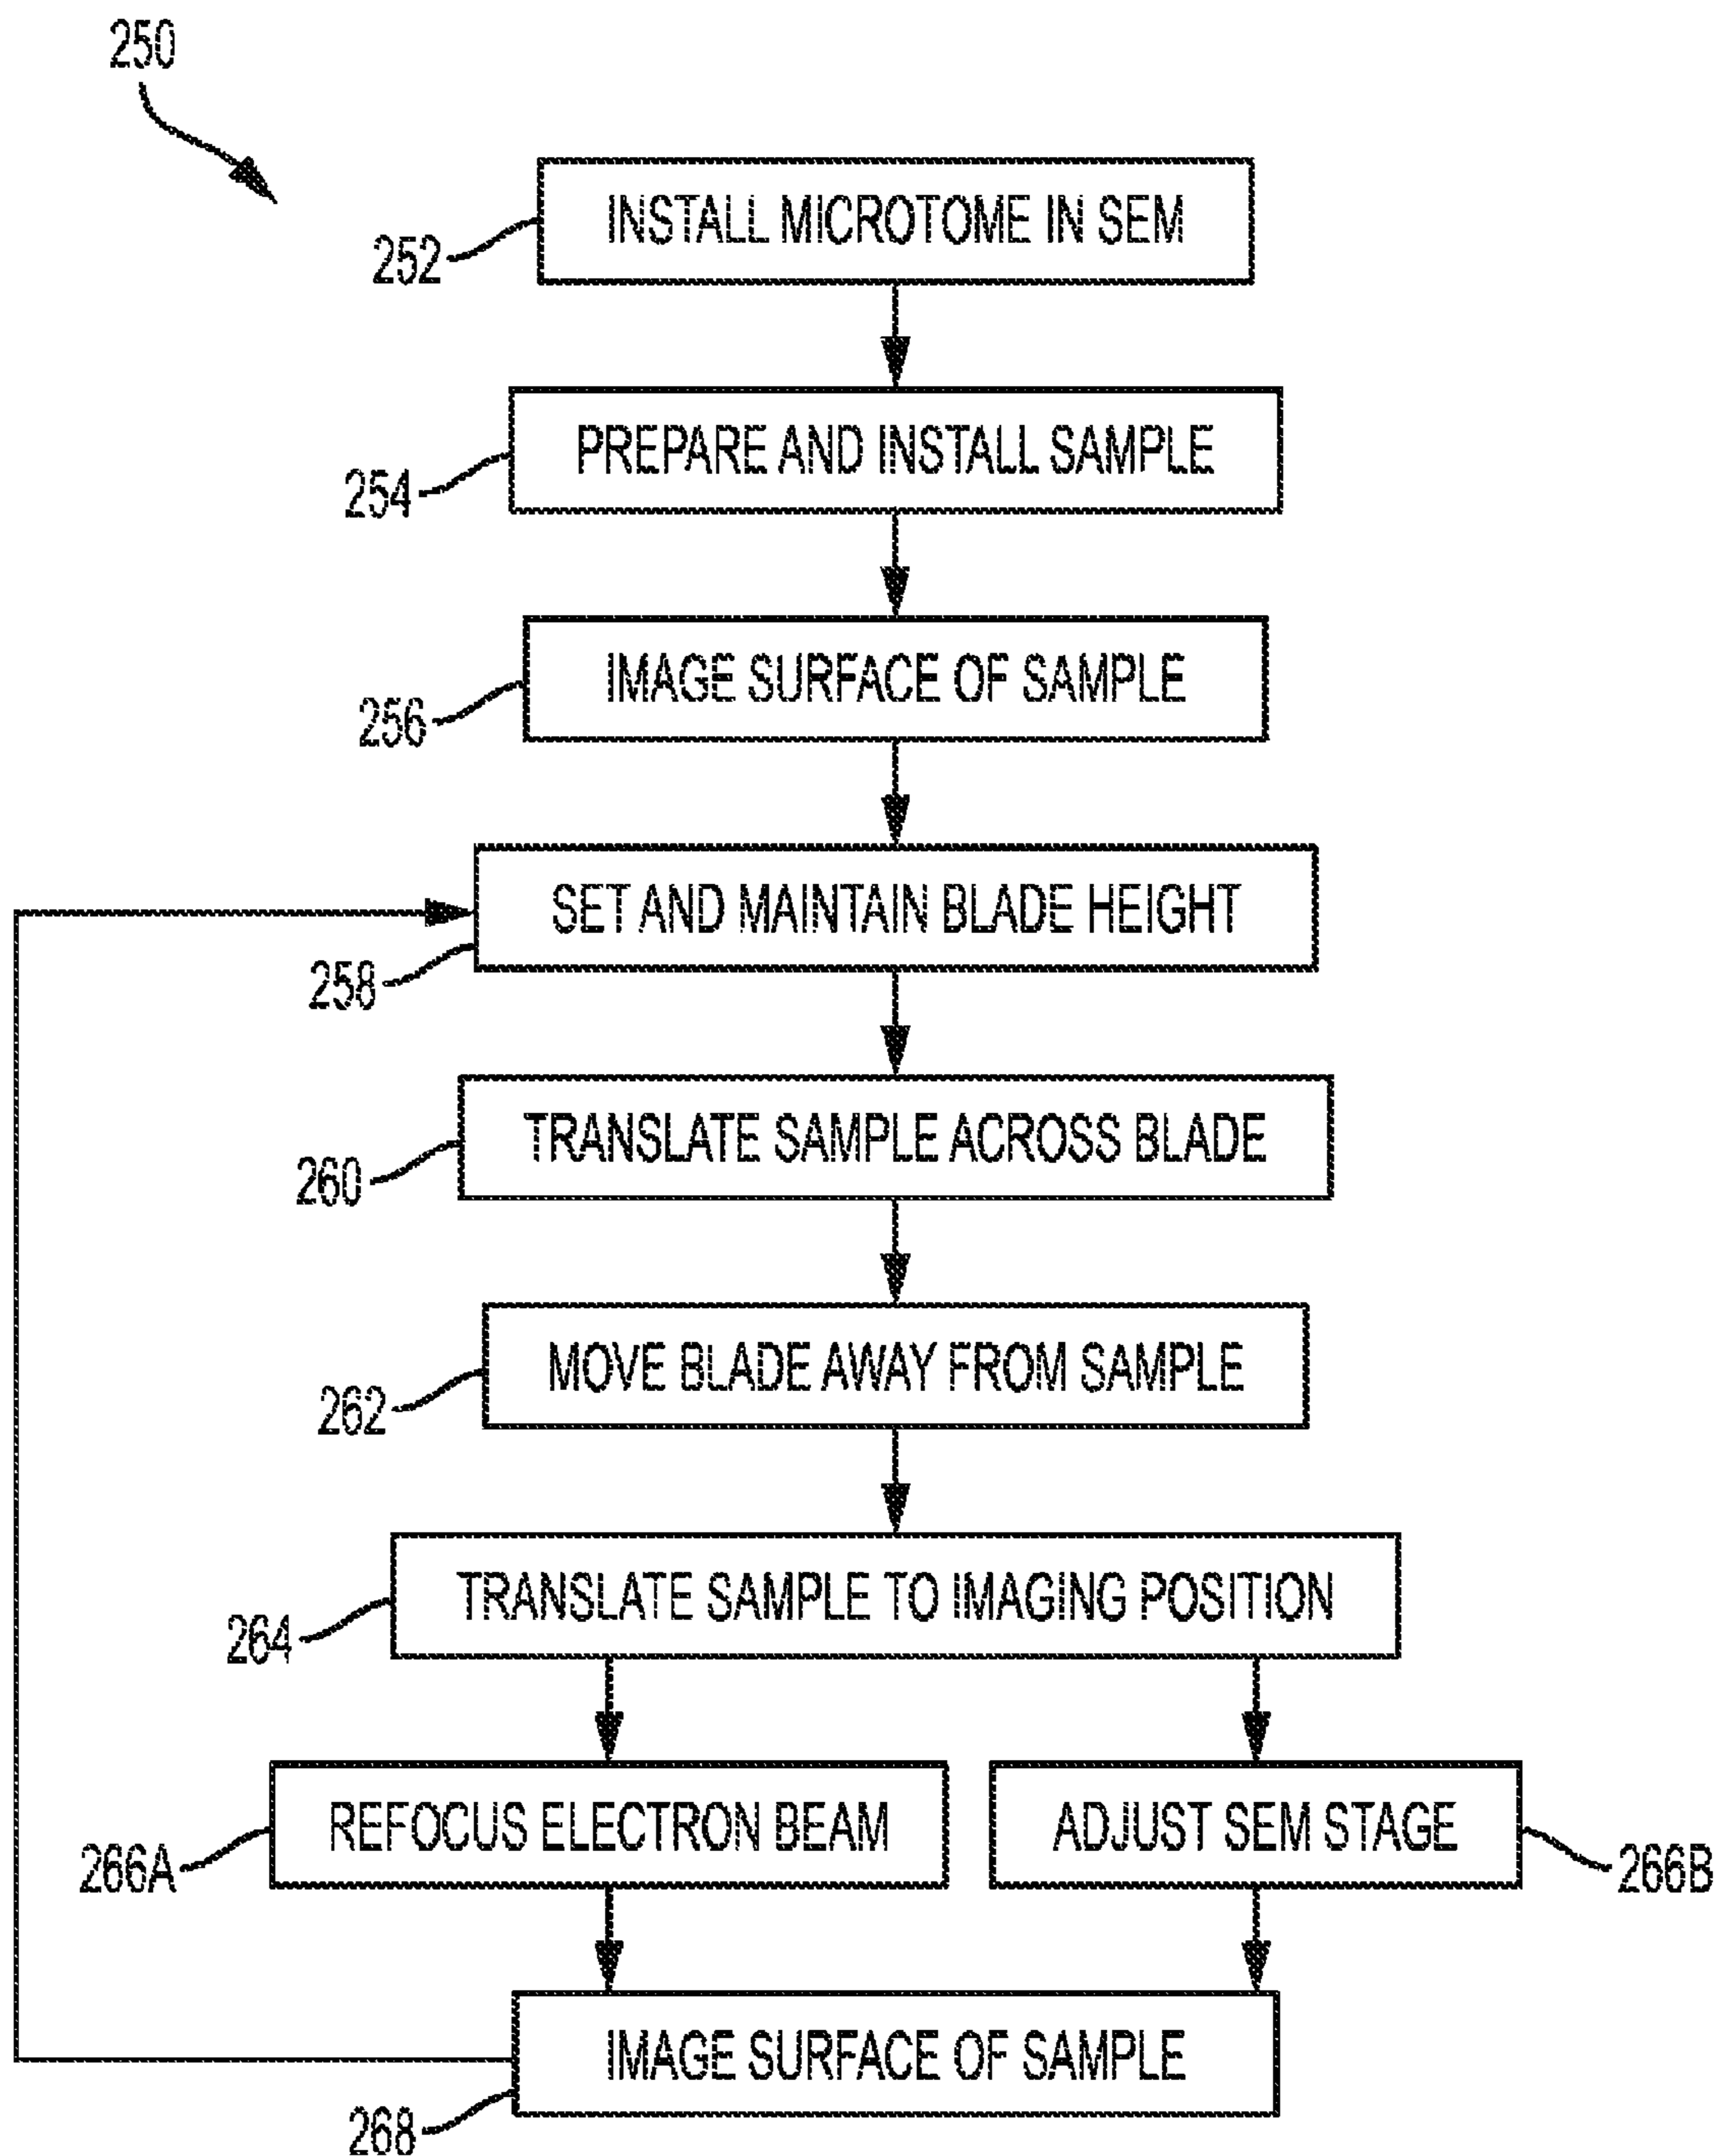 250
INSTALL MICROTOME IN SEM
252
PREPARE AND INSTALL SAMPLE
254
IMAGE SURFACE OF SAMPLE
256
SET AND MAINTAIN BLADE HEIGHT
258
TRANSLATE SAMPLE ACROSS BLADE
260
MOVE BLADE AWAY FROM SAMPLE
262
TRANSLATE SAMPLE TO IMAGING POSITION
264
REFOCUS ELECTRON BEAM
ADJUST SEM STAGE
266A
266B
IMAGE SURFACE OF SAMPLE
268